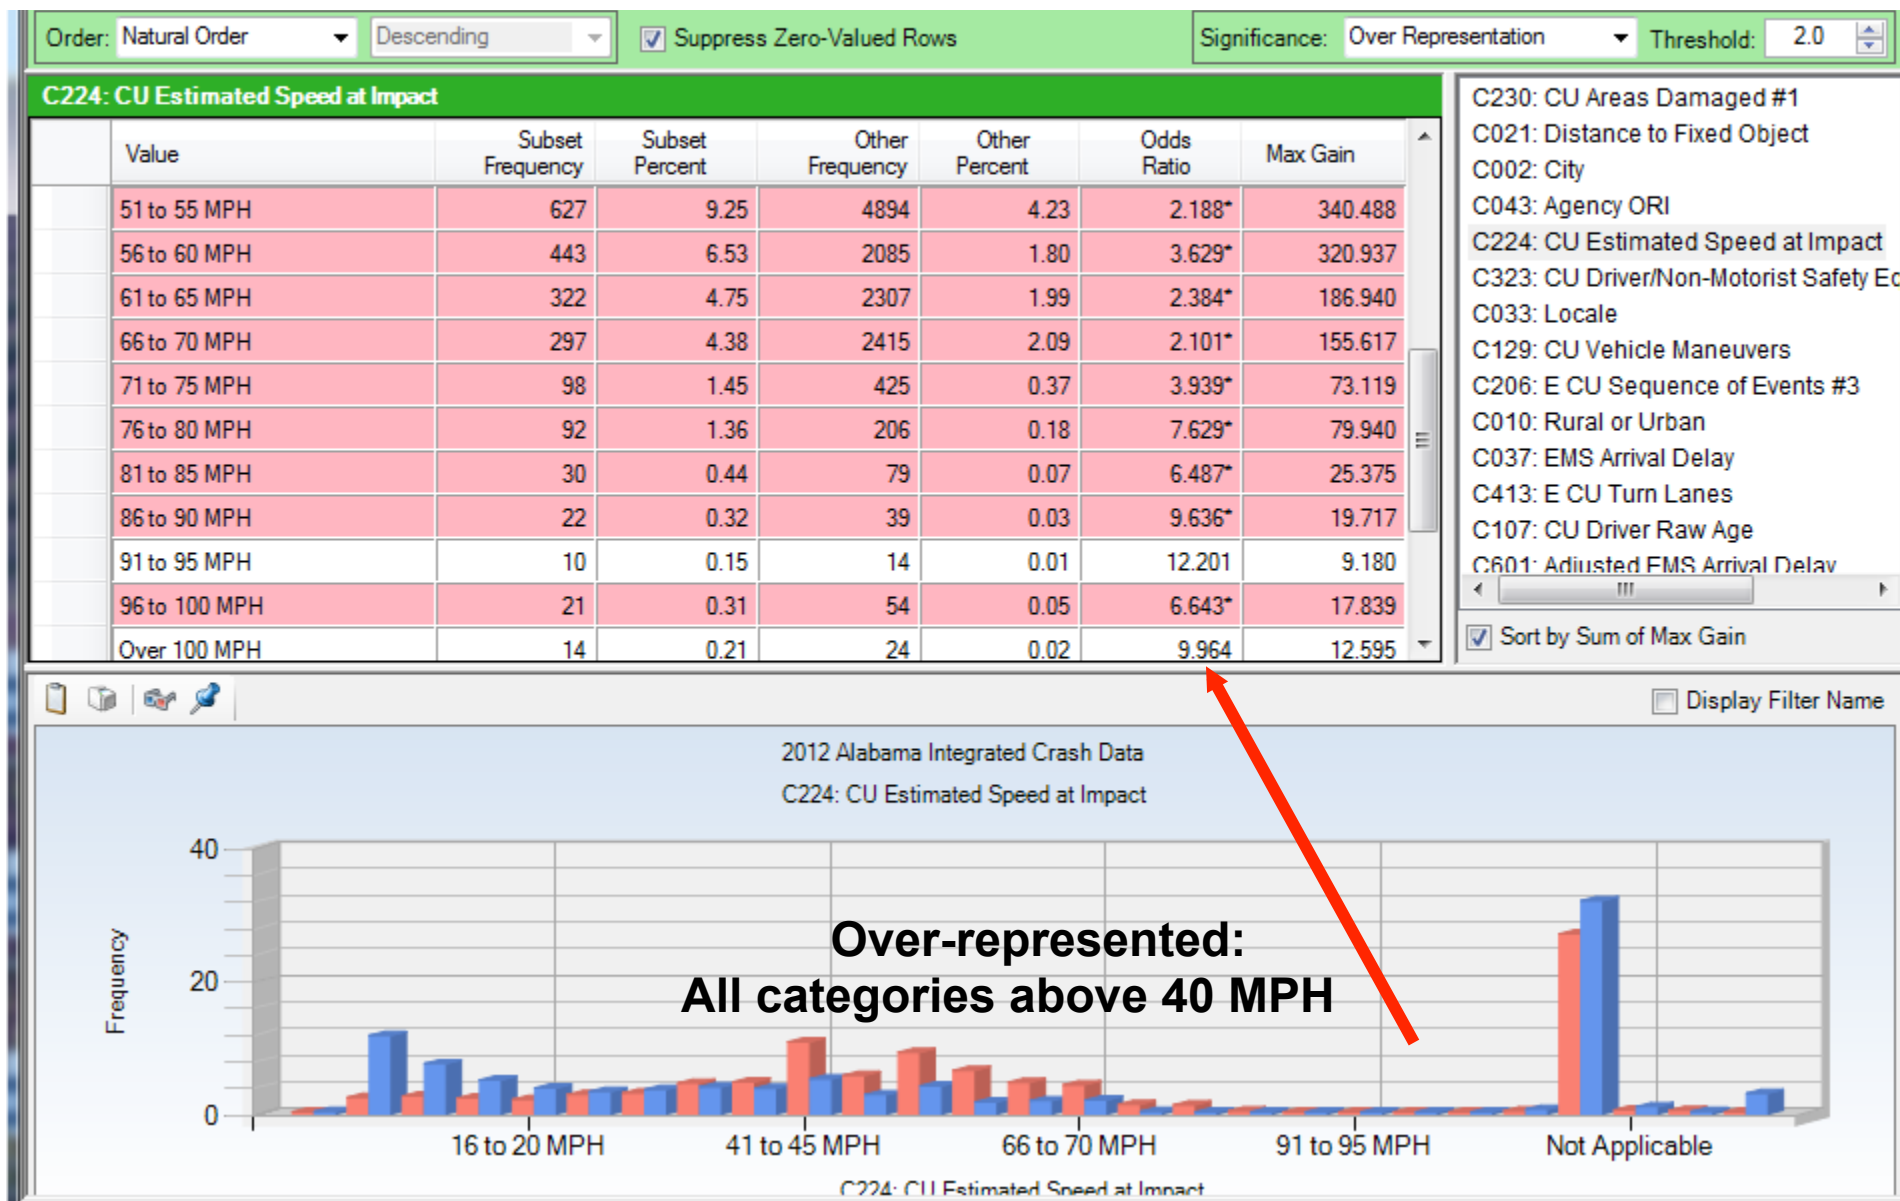 Order: Natural Order Descending Suppress Zero-Valued Rows Significance: Over Representation Threshold: 2.0
C224: CU Estimated Speed at Impact
Value Subset Frequency Subset Percent Other Frequency Other Percent Odds Ratio Max Gain
51 to 55 MPH 627 9.25 4894 4.23 2.188* 340.488
56 to 60 MPH 443 6.53 2085 1.80 3.629* 320.937
61 to 65 MPH 322 4.75 2307 1.99 2.384* 186.940
66 to 70 MPH 297 4.38 2415 2.09 2.101* 155.617
71 to 75 MPH 98 1.45 425 0.37 3.939* 73.119
76 to 80 MPH 92 1.36 206 0.18 7.629* 79.940
81 to 85 MPH 30 0.44 79 0.07 6.487* 25.375
86 to 90 MPH 22 0.32 39 0.03 9.636* 19.717
91 to 95 MPH 10 0.15 14 0.01 12.201 9.180
96 to 100 MPH 21 0.31 54 0.05 6.643* 17.839
Over 100 MPH 14 0.21 24 0.02 9.964 12.595
C230: CU Areas Damaged #1
C021: Distance to Fixed Object
C002: City
C043: Agency ORI
C224: CU Estimated Speed at Impact
C323: CU Driver/Non-Motorist Safety Ec
C033: Locale
C129: CU Vehicle Maneuvers
C206: E CU Sequence of Events #3
C010: Rural or Urban
C037: EMS Arrival Delay
C413: E CU Turn Lanes
C107: CU Driver Raw Age
C601: Adjusted EMS Arrival Delay
Sort by Sum of Max Gain
Display Filter Name
2012 Alabama Integrated Crash Data
C224: CU Estimated Speed at Impact
Over-represented:
All categories above 40 MPH
Frequency
40
20
0
16 to 20 MPH 41 to 45 MPH 66 to 70 MPH 91 to 95 MPH Not Applicable
C224: CU Estimated Speed at Impact